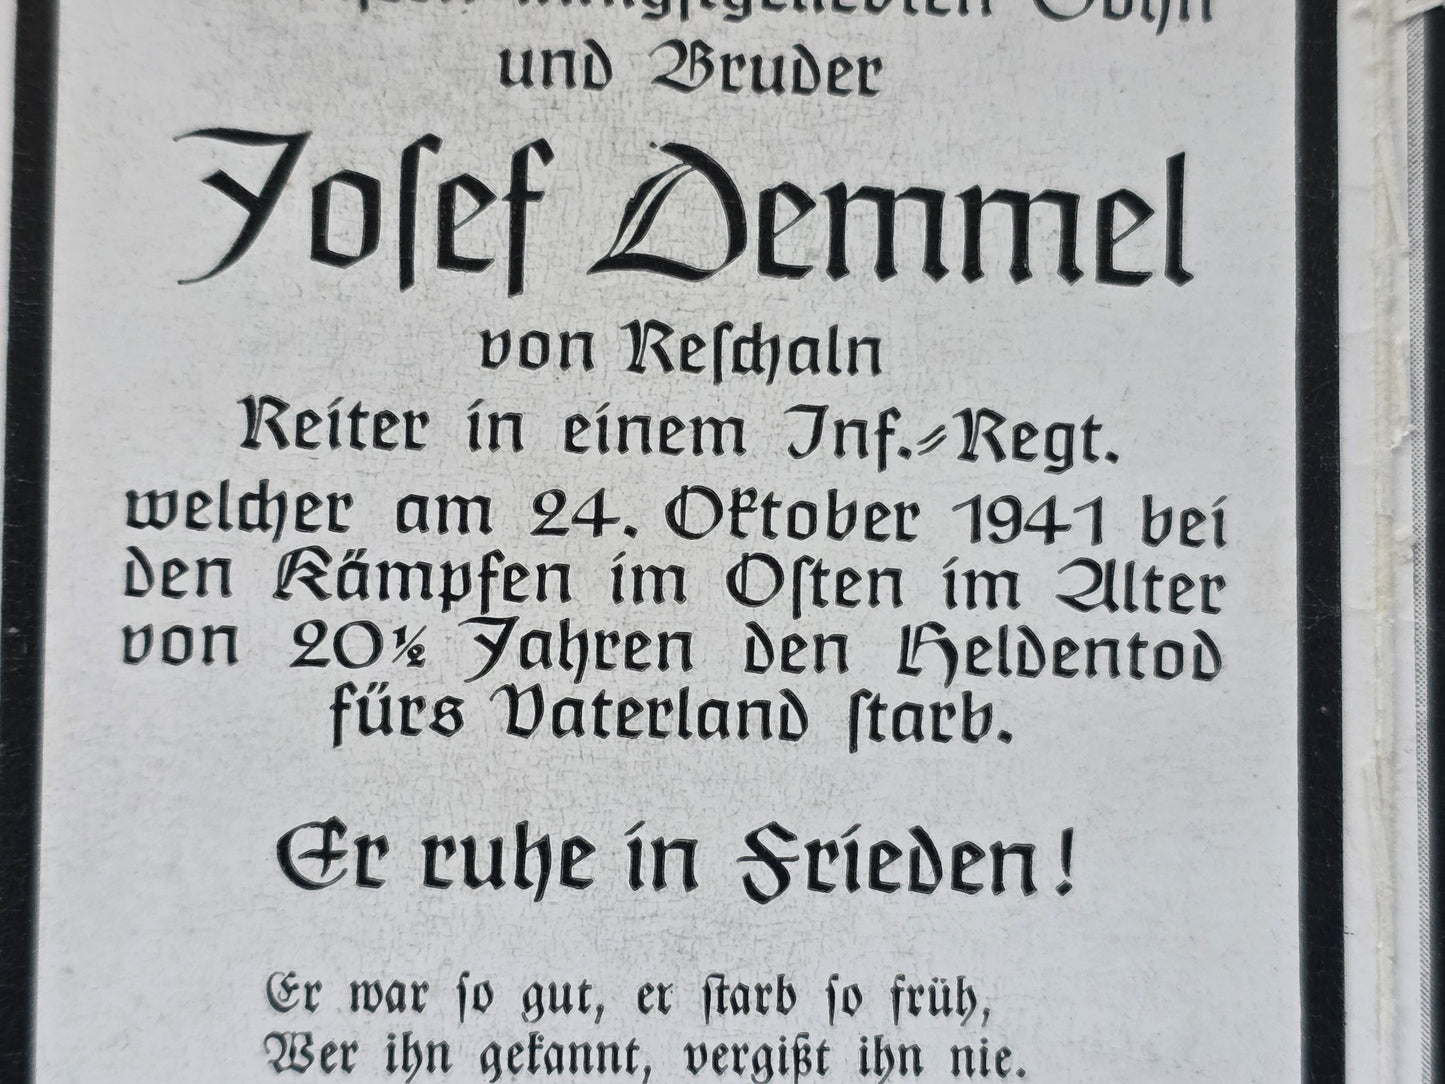 innigstgeliebten Sohn
und Bruder
Josef Demmel
von Reschaln
Reiter in einem Inf.=Regt.
welcher am 24. Oktober 1941 bei
den Kämpfen im Osten im Alter
von 20½ Jahren den Heldentod
fürs Vaterland starb.
Er ruhe in Frieden!
Er war so gut, er starb so früh,
Wer ihn gekannt, vergißt ihn nie.